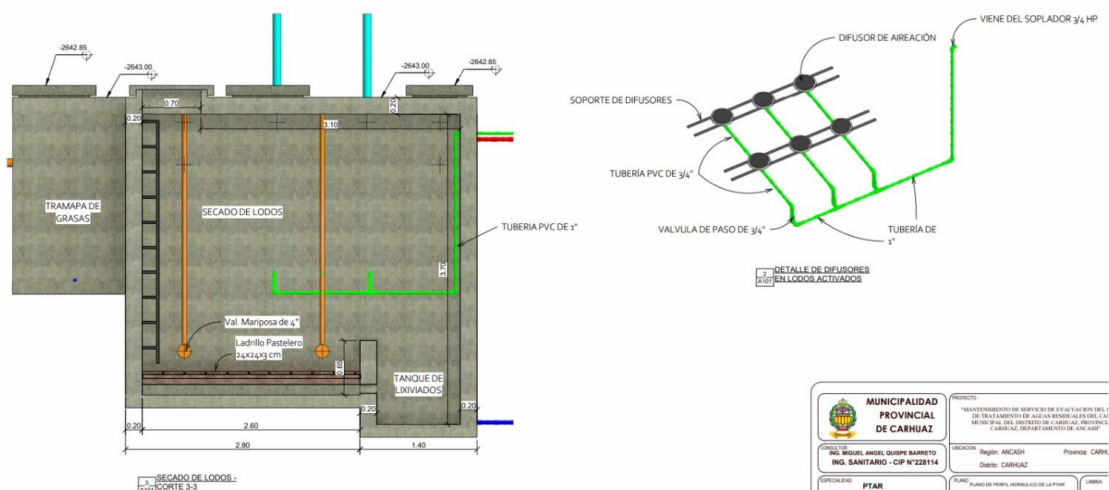 -2642.85
-2643.00
-2643.00
-2642.85
0.70
0.20
0.20
3.10
TRAMAPA DE
GRASAS
SECADO DE LODOS
TUBERIA PVC DE 1"
3.70
Val. Mariposa de 4"
Ladrillo Pastelero
24x24x3 cm
0.60
TANQUE DE
LIXIVIADOS
0.20
0.20
0.20
2.60
2.80
1.40
3
A101
SECADO DE LODOS -
CORTE 3-3
VIENE DEL SOPLADOR 3/4 HP
DIFUSOR DE AIREACIÓN
SOPORTE DE DIFUSORES
TUBERÍA PVC DE 3/4"
VALVULA DE PASO DE 3/4"
TUBERÍA DE
1"
2
A101
DETALLE DE DIFUSORES
EN LODOS ACTIVADOS
MUNICIPALIDAD
PROVINCIAL
DE CARHUAZ
PROYECTO:
"MANTENIMIENTO DE SERVICIO DE EVACUACION DEL
DE TRATAMIENTO DE AGUAS RESIDUALES DEL
MUNICIPAL DEL DISTRITO DE CARHUAZ,
CARHUAZ, DEPARTAMENTO DE ANCASH"
CONSULTOR:
ING. MIGUEL ANGEL QUISPE BARRETO
ING. SANITARIO - CIP N°228114
UBICACION:
Región: ANCASH
Provincia:
Distrito: CARHUAZ
ESPECIALIDAD:
PTAR
PLANO:
PLANO DE PERFIL HIDRÁULICO DE LA PTAR
LAMINA: